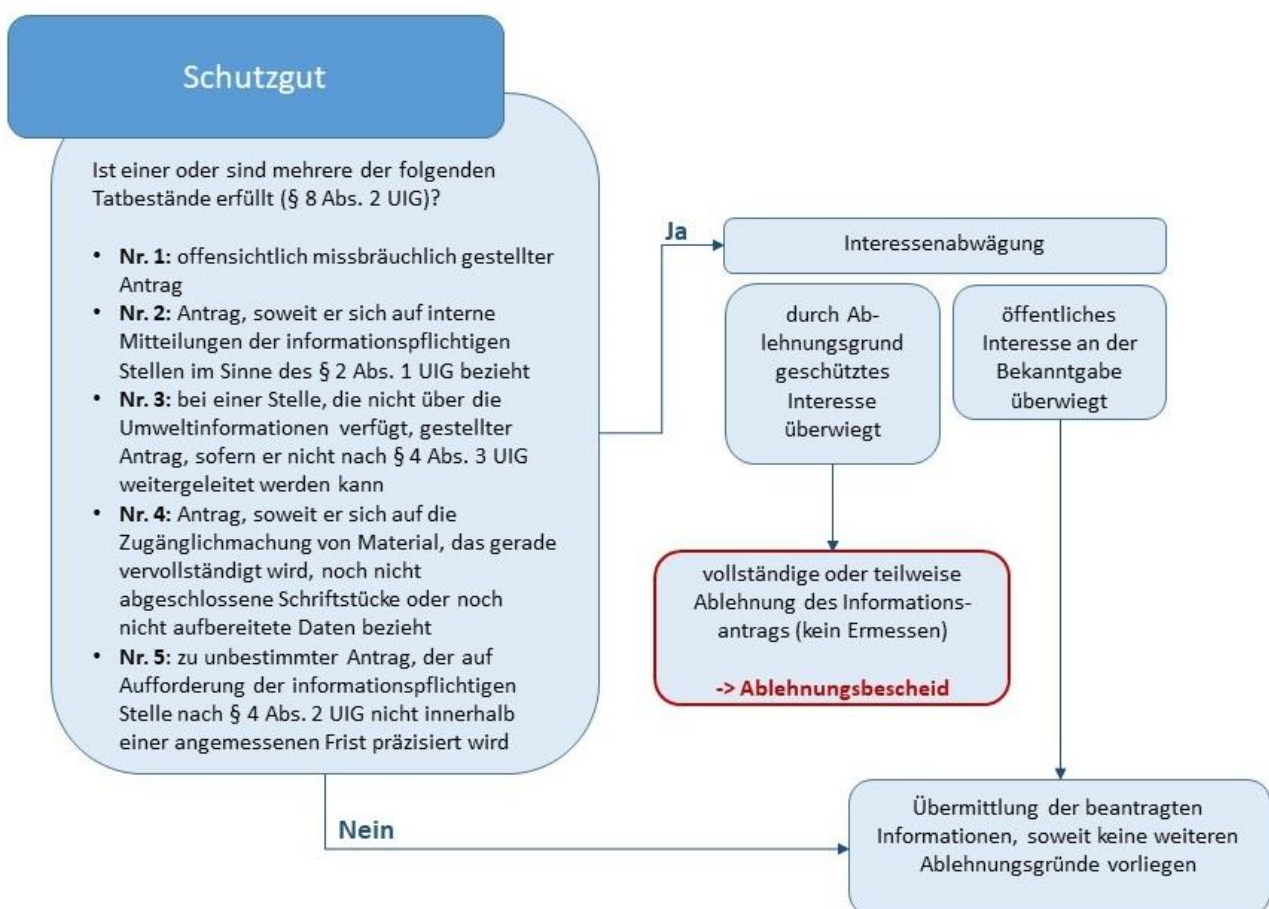 Schutzgut
Ist einer oder sind mehrere der folgenden
Tatbestände erfüllt (§ 8 Abs. 2 UIG)?
• Nr. 1: offensichtlich missbräuchlich gestellter
Antrag
• Nr. 2: Antrag, soweit er sich auf interne
Mitteilungen der informationspflichtigen
Stellen im Sinne des § 2 Abs. 1 UIG bezieht
• Nr. 3: bei einer Stelle, die nicht über die
Umweltinformationen verfügt, gestellter
Antrag, sofern er nicht nach § 4 Abs. 3 UIG
weitergeleitet werden kann
• Nr. 4: Antrag, soweit er sich auf die
Zugänglichmachung von Material, das gerade
vervollständigt wird, noch nicht
abgeschlossene Schriftstücke oder noch
nicht aufbereitete Daten bezieht
• Nr. 5: zu unbestimmter Antrag, der auf
Aufforderung der informationspflichtigen
Stelle nach § 4 Abs. 2 UIG nicht innerhalb
einer angemessenen Frist präzisiert wird
Ja
Interessenabwägung
durch Ab-
lehnungsgrund
geschütztes
Interesse
überwiegt
öffentliches
Interesse an der
Bekanntgabe
überwiegt
vollständige oder teilweise
Ablehnung des Informations-
antrags (kein Ermessen)
-> Ablehnungsbescheid
Nein
Übermittlung der beantragten
Informationen, soweit keine weiteren
Ablehnungsgründe vorliegen